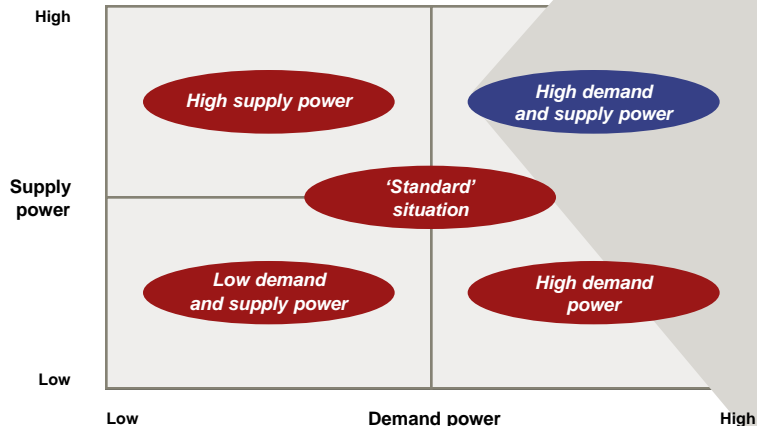 High
High supply power
High demand
and supply power
Supply
power
‘Standard’
situation
Low demand
and supply power
High demand
power
Low
Low
Demand power
High